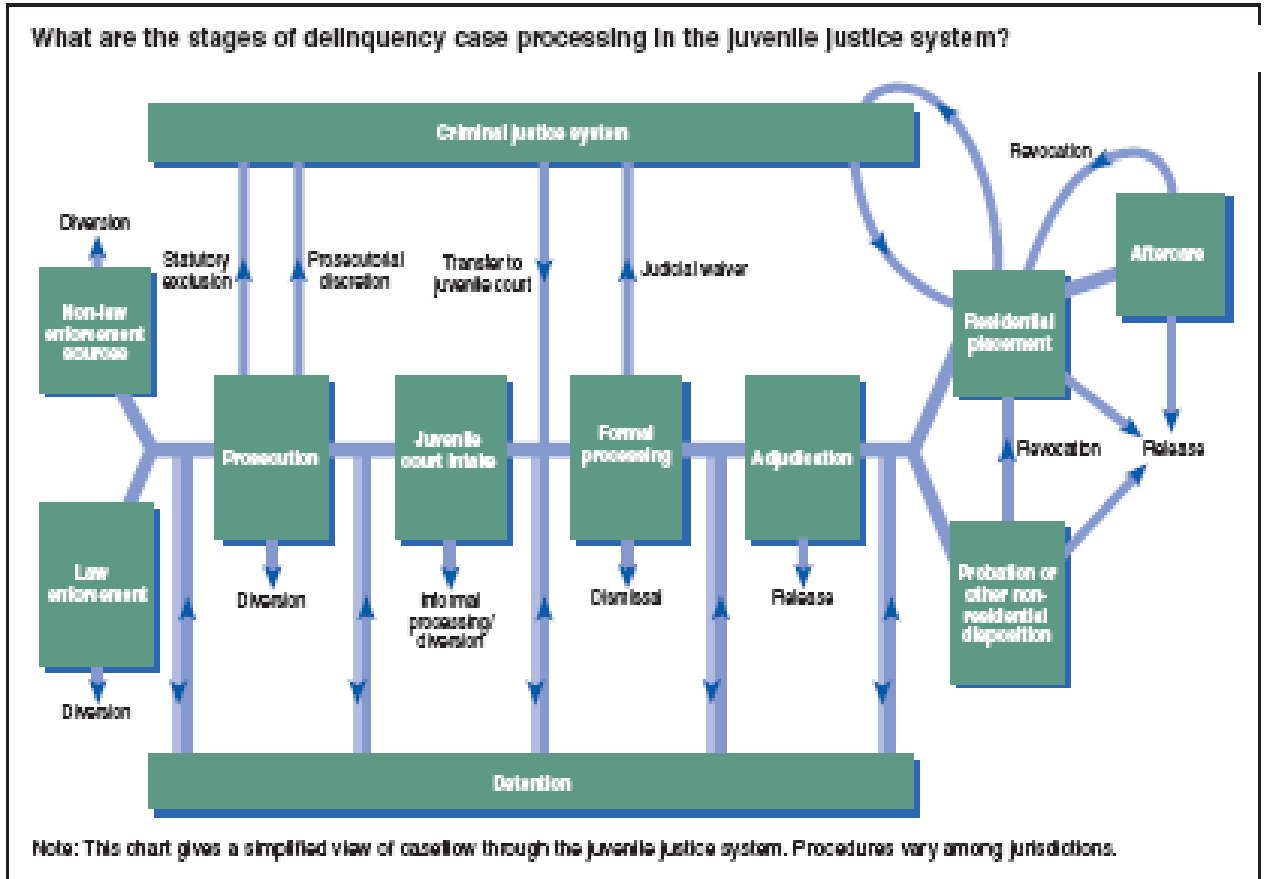 What are the stages of delinquency case processing in the juvenile justice system?
Criminal justice system
Revocation
Diversion
Aftercare
Statutory
exclusion
Prosecutorial
discretion
Transfer to
juvenile court
Judicial waiver
Non-law
enforcement
sources
Residential
placement
Prosecution
Juvenile
court intake
Formal
processing
Adjudication
Revocation
Release
Law
enforcement
Diversion
Informal
processing/
diversion
Dismissal
Release
Probation or
other non-
residential
disposition
Diversion
Detention
Note: This chart gives a simplified view of caseflow through the juvenile justice system. Procedures vary among jurisdictions.